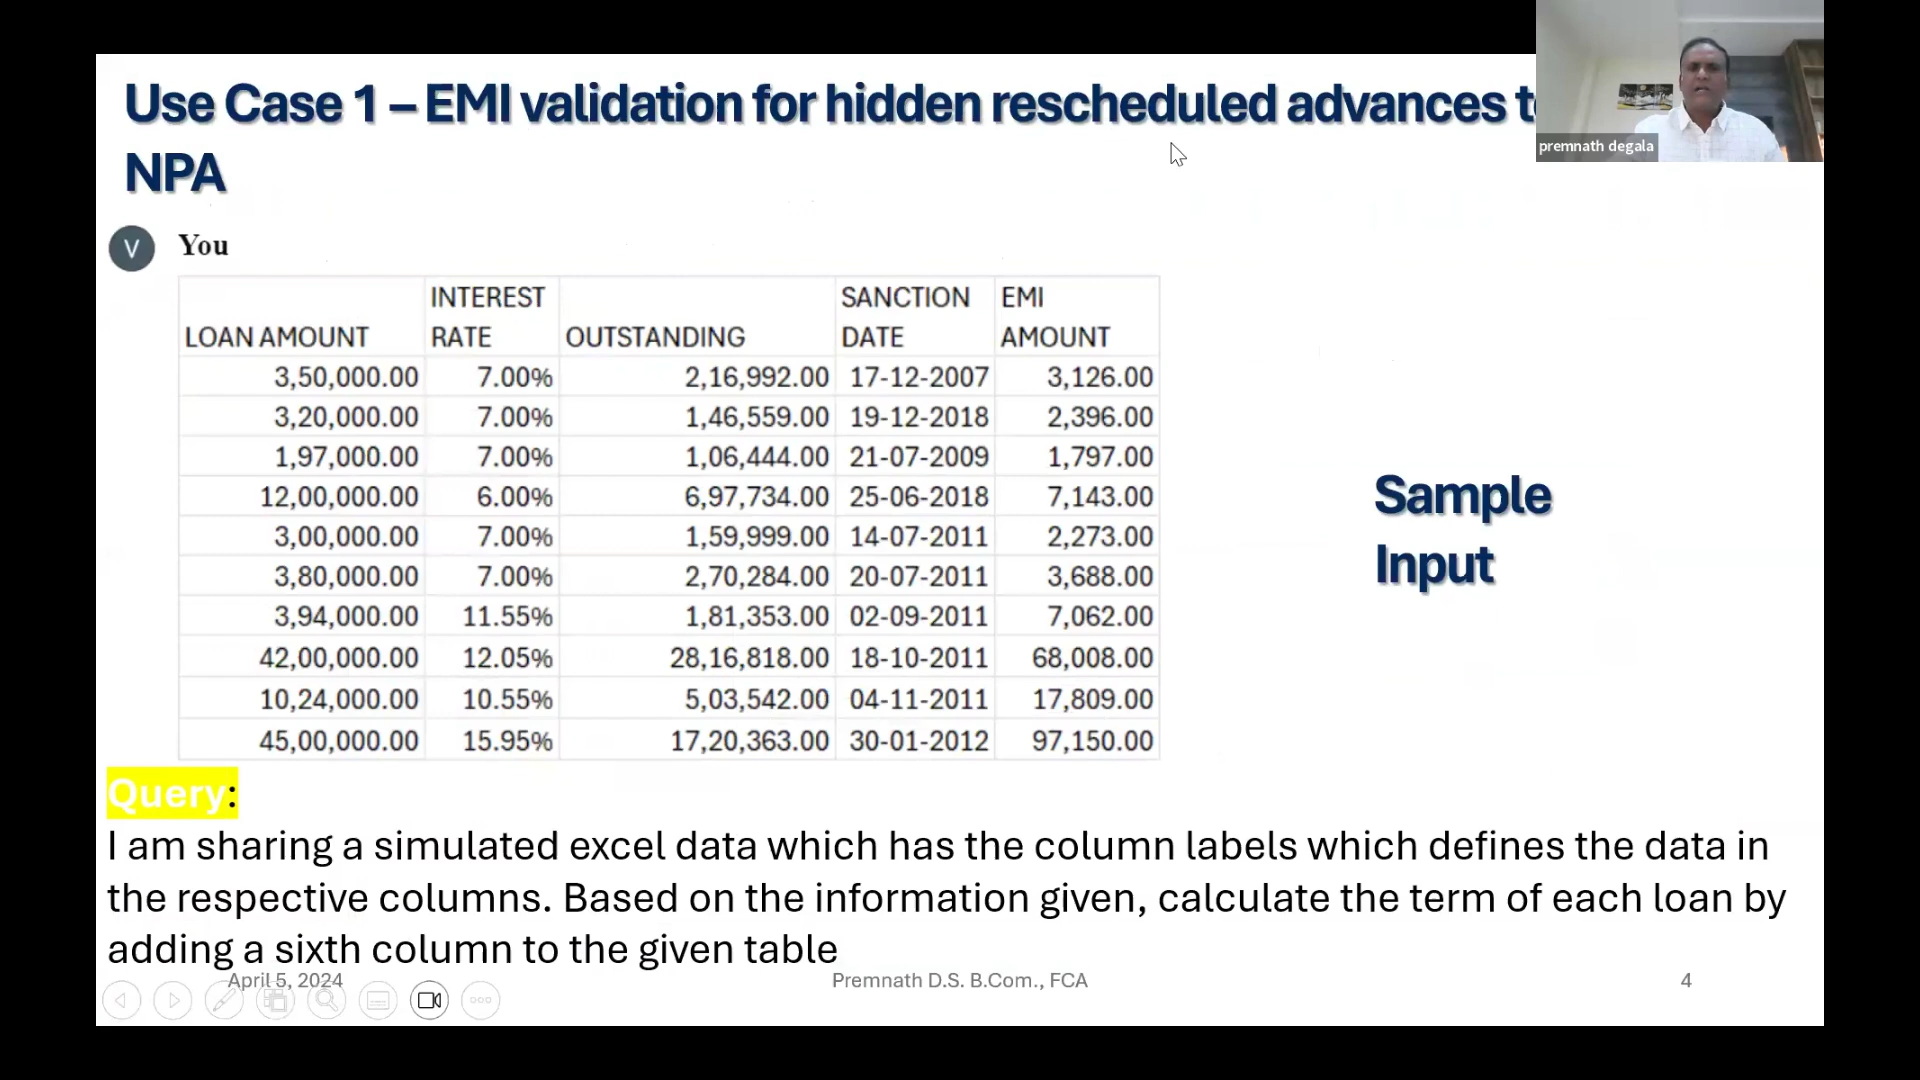 Use Case 1 – EMI validation for hidden rescheduled advances
NPA
premnath degala
V You
LOAN AMOUNT INTEREST RATE OUTSTANDING SANCTION DATE EMI AMOUNT
3,50,000.00 7.00% 2,16,992.00 17-12-2007 3,126.00
3,20,000.00 7.00% 1,46,559.00 19-12-2018 2,396.00
1,97,000.00 7.00% 1,06,444.00 21-07-2009 1,797.00
12,00,000.00 6.00% 6,97,734.00 25-06-2018 7,143.00
3,00,000.00 7.00% 1,59,999.00 14-07-2011 2,273.00
3,80,000.00 7.00% 2,70,284.00 20-07-2011 3,688.00
3,94,000.00 11.55% 1,81,353.00 02-09-2011 7,062.00
42,00,000.00 12.05% 28,16,818.00 18-10-2011 68,008.00
10,24,000.00 10.55% 5,03,542.00 04-11-2011 17,809.00
45,00,000.00 15.95% 17,20,363.00 30-01-2012 97,150.00
Sample
Input
Query:
I am sharing a simulated excel data which has the column labels which defines the data in
the respective columns. Based on the information given, calculate the term of each loan by
adding a sixth column to the given table
April 5, 2024 Premnath D.S. B.Com., FCA 4